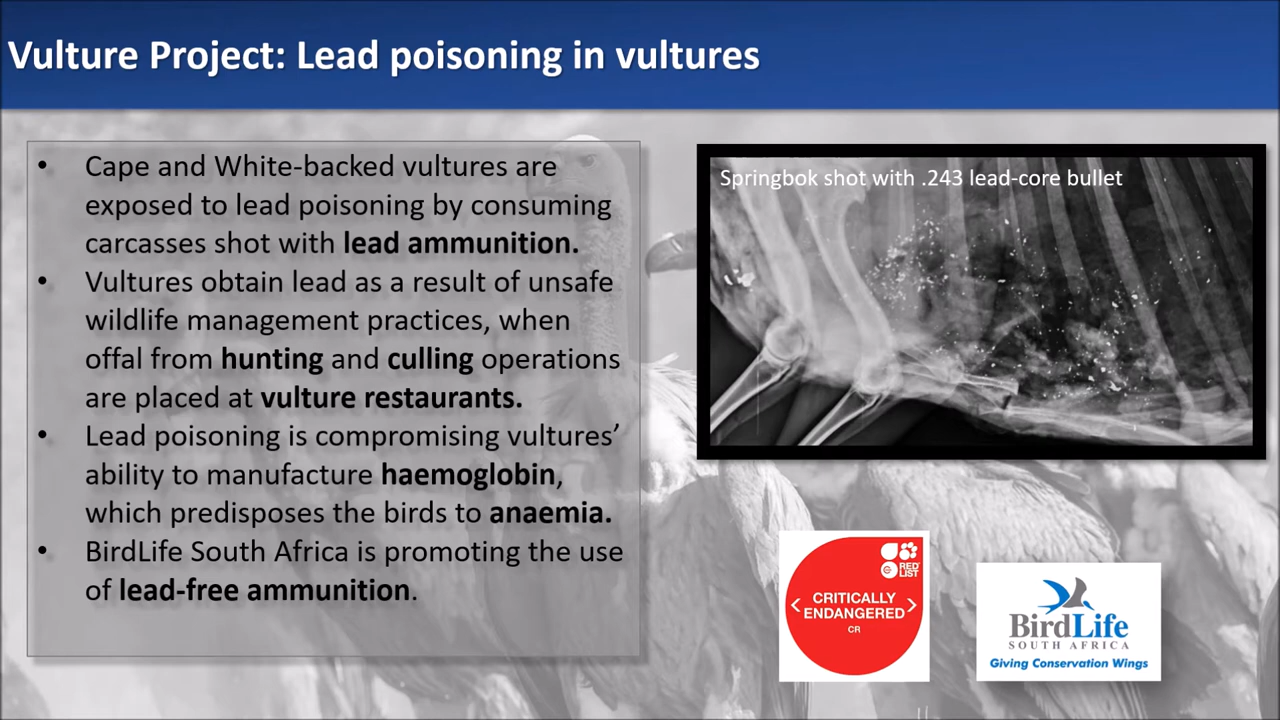 Vulture Project: Lead poisoning in vultures
• Cape and White-backed vultures are
exposed to lead poisoning by consuming
carcasses shot with lead ammunition.
• Vultures obtain lead as a result of unsafe
wildlife management practices, when
offal from hunting and culling operations
are placed at vulture restaurants.
• Lead poisoning is compromising vultures’
ability to manufacture haemoglobin,
which predisposes the birds to anaemia.
• BirdLife South Africa is promoting the use
of lead-free ammunition.
Springbok shot with .243 lead-core bullet
RED
LIST
< CRITICALLY
ENDANGERED >
CR
BirdLife
SOUTH AFRICA
Giving Conservation Wings